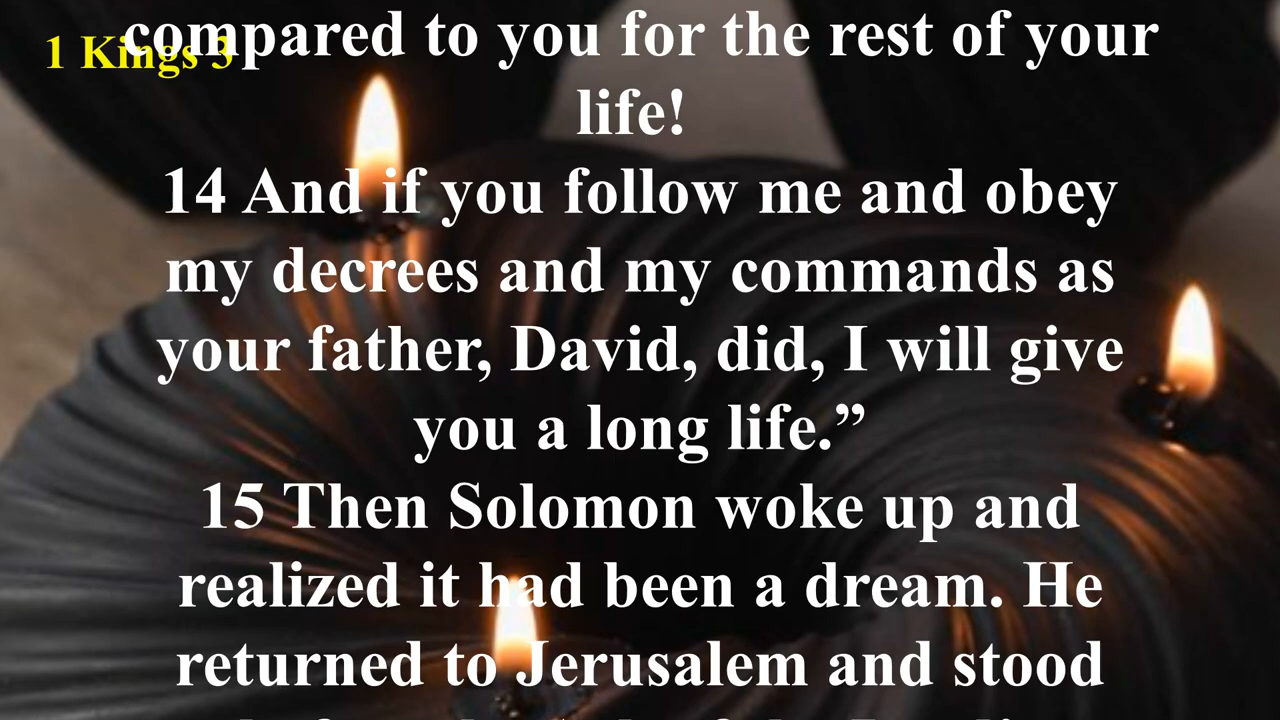 1 Kings 3
compared to you for the rest of your
life!
14 And if you follow me and obey
my decrees and my commands as
your father, David, did, I will give
you a long life.”
15 Then Solomon woke up and
realized it had been a dream. He
returned to Jerusalem and stood